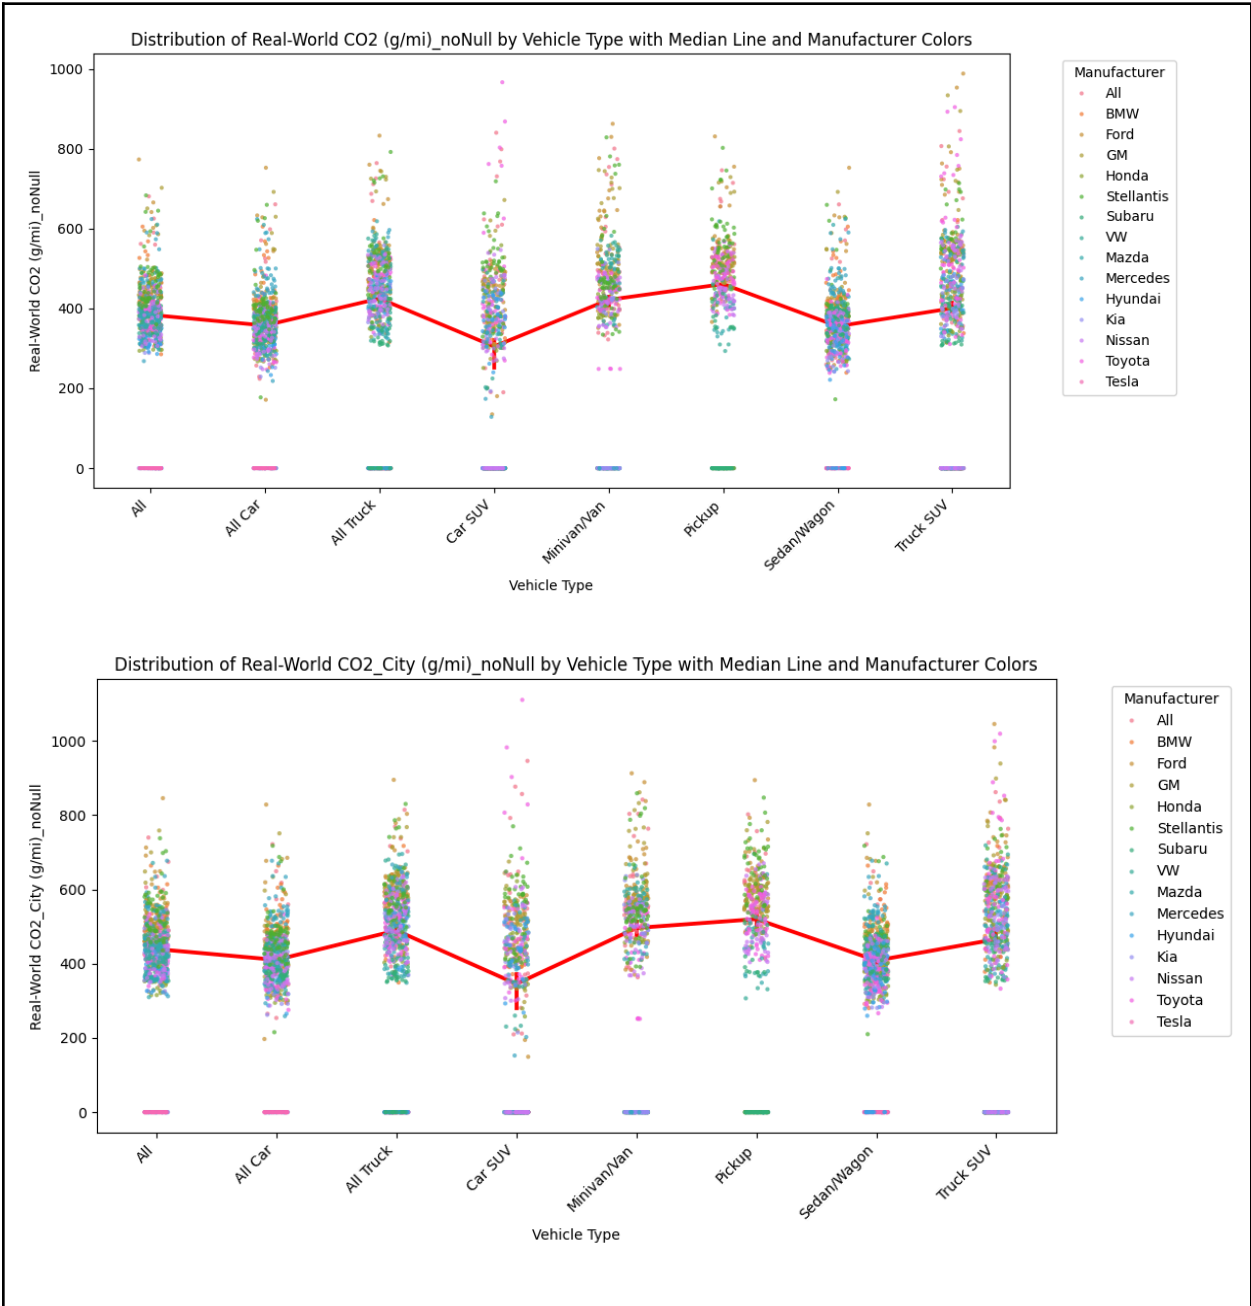 Distribution of Real-World CO2 (g/mi)_noNull by Vehicle Type with Median Line and Manufacturer Colors
Real-World CO2 (g/mi)_noNull
1000
800
600
400
200
0
All
All Car
All Truck
Car SUV
Minivan/Van
Pickup
Sedan/Wagon
Truck SUV
Vehicle Type
Manufacturer
All
BMW
Ford
GM
Honda
Stellantis
Subaru
VW
Mazda
Mercedes
Hyundai
Kia
Nissan
Toyota
Tesla
Distribution of Real-World CO2_City (g/mi)_noNull by Vehicle Type with Median Line and Manufacturer Colors
Real-World CO2_City (g/mi)_noNull
1000
800
600
400
200
0
All
All Car
All Truck
Car SUV
Minivan/Van
Pickup
Sedan/Wagon
Truck SUV
Vehicle Type
Manufacturer
All
BMW
Ford
GM
Honda
Stellantis
Subaru
VW
Mazda
Mercedes
Hyundai
Kia
Nissan
Toyota
Tesla